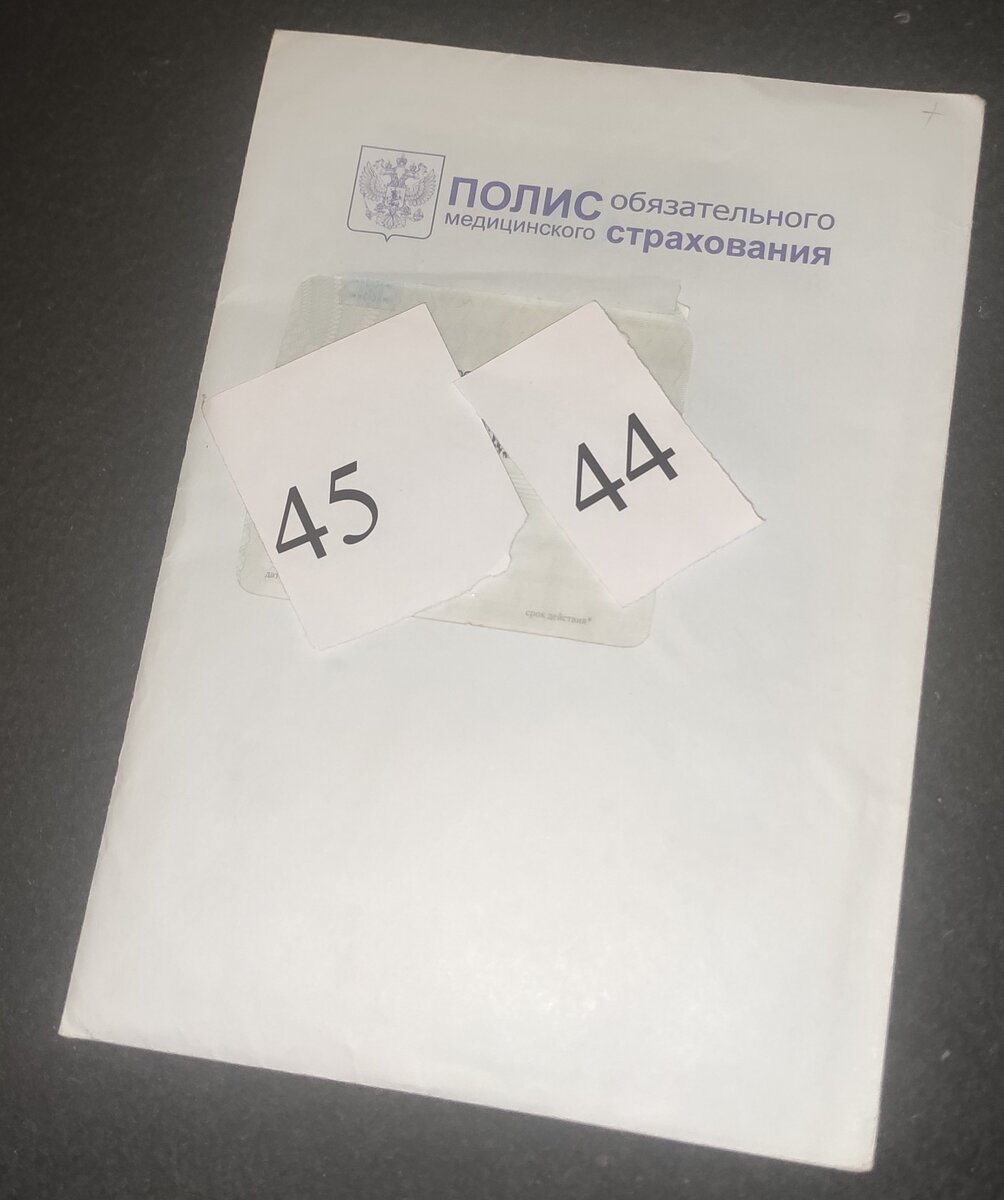 ПОЛИС обязательного
медицинского страхования
45
44
срок действия*